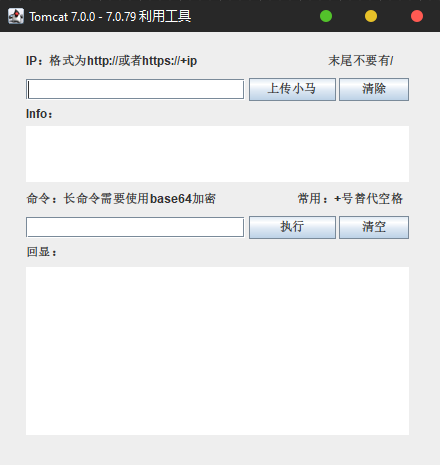 Tomcat 7.0.0 - 7.0.79 利用工具
IP：格式为http://或者https://+ip 末尾不要有/
上传小马 清除
Info：
命令：长命令需要使用base64加密 常用：+号替代空格
执行 清空
回显：